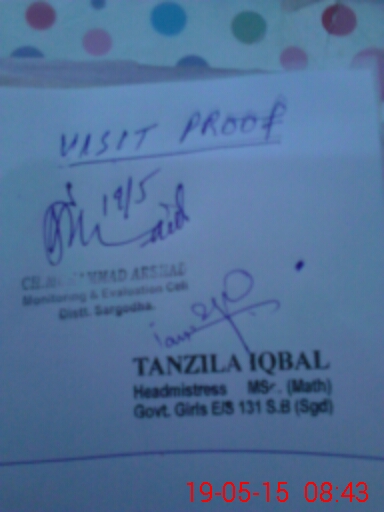 VISIT PROOF
19/5
Monitoring & Evaluation Cell
Distt. Sargodha.
TANZILA IQBAL
Headmistress MSc. (Math)
Govt. Girls E/S 131 S.B (Sgd)
19-05-15 08:43